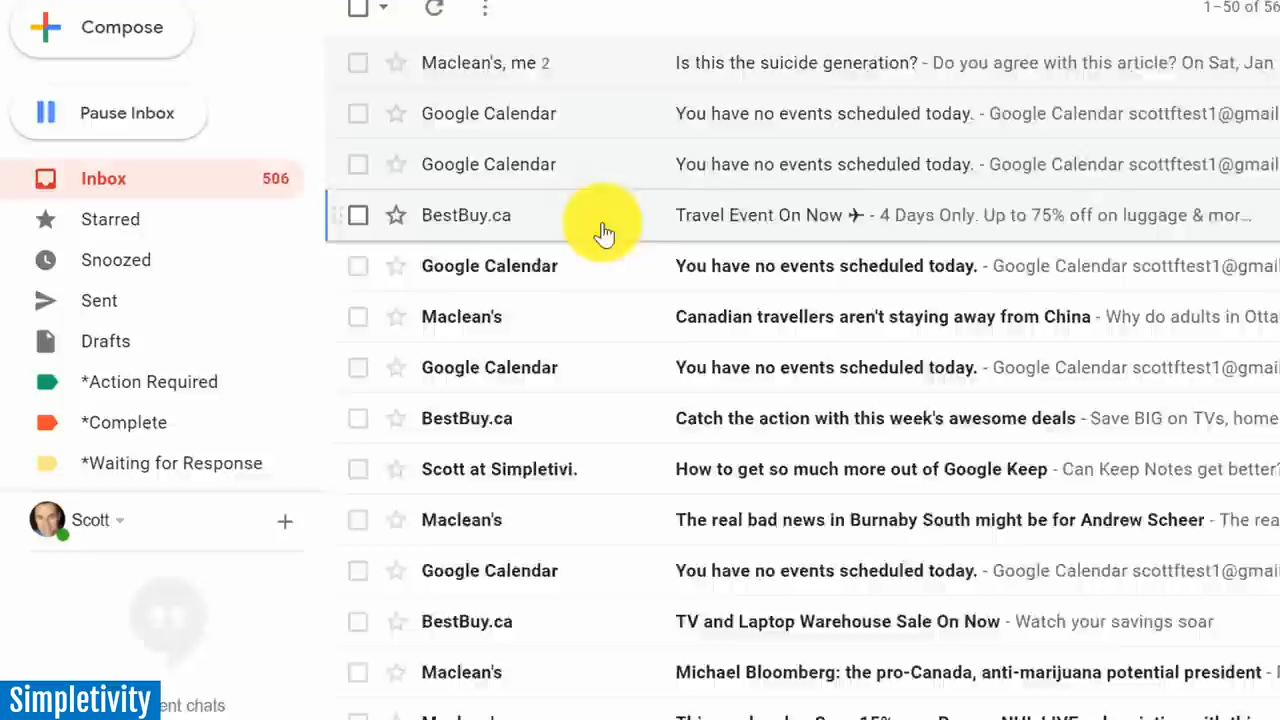 1–50 of 56
Compose
Pause Inbox
Inbox 506
Starred
Snoozed
Sent
Drafts
*Action Required
*Complete
*Waiting for Response
Scott
Maclean's, me 2 Is this the suicide generation? - Do you agree with this article? On Sat, Jan
Google Calendar You have no events scheduled today. - Google Calendar scottftest1@gmail
Google Calendar You have no events scheduled today. - Google Calendar scottftest1@gmail
BestBuy.ca Travel Event On Now ✈ - 4 Days Only. Up to 75% off on luggage & mor…
Google Calendar You have no events scheduled today. - Google Calendar scottftest1@gmail
Maclean's Canadian travellers aren't staying away from China - Why do adults in Otta
Google Calendar You have no events scheduled today. - Google Calendar scottftest1@gmail
BestBuy.ca Catch the action with this week's awesome deals - Save BIG on TVs, home
Scott at Simpletivi. How to get so much more out of Google Keep - Can Keep Notes get better?
Maclean's The real bad news in Burnaby South might be for Andrew Scheer - The rea
Google Calendar You have no events scheduled today. - Google Calendar scottftest1@gmail
BestBuy.ca TV and Laptop Warehouse Sale On Now - Watch your savings soar
Maclean's Michael Bloomberg: the pro-Canada, anti-marijuana potential president -
Simpletivity
ent chats